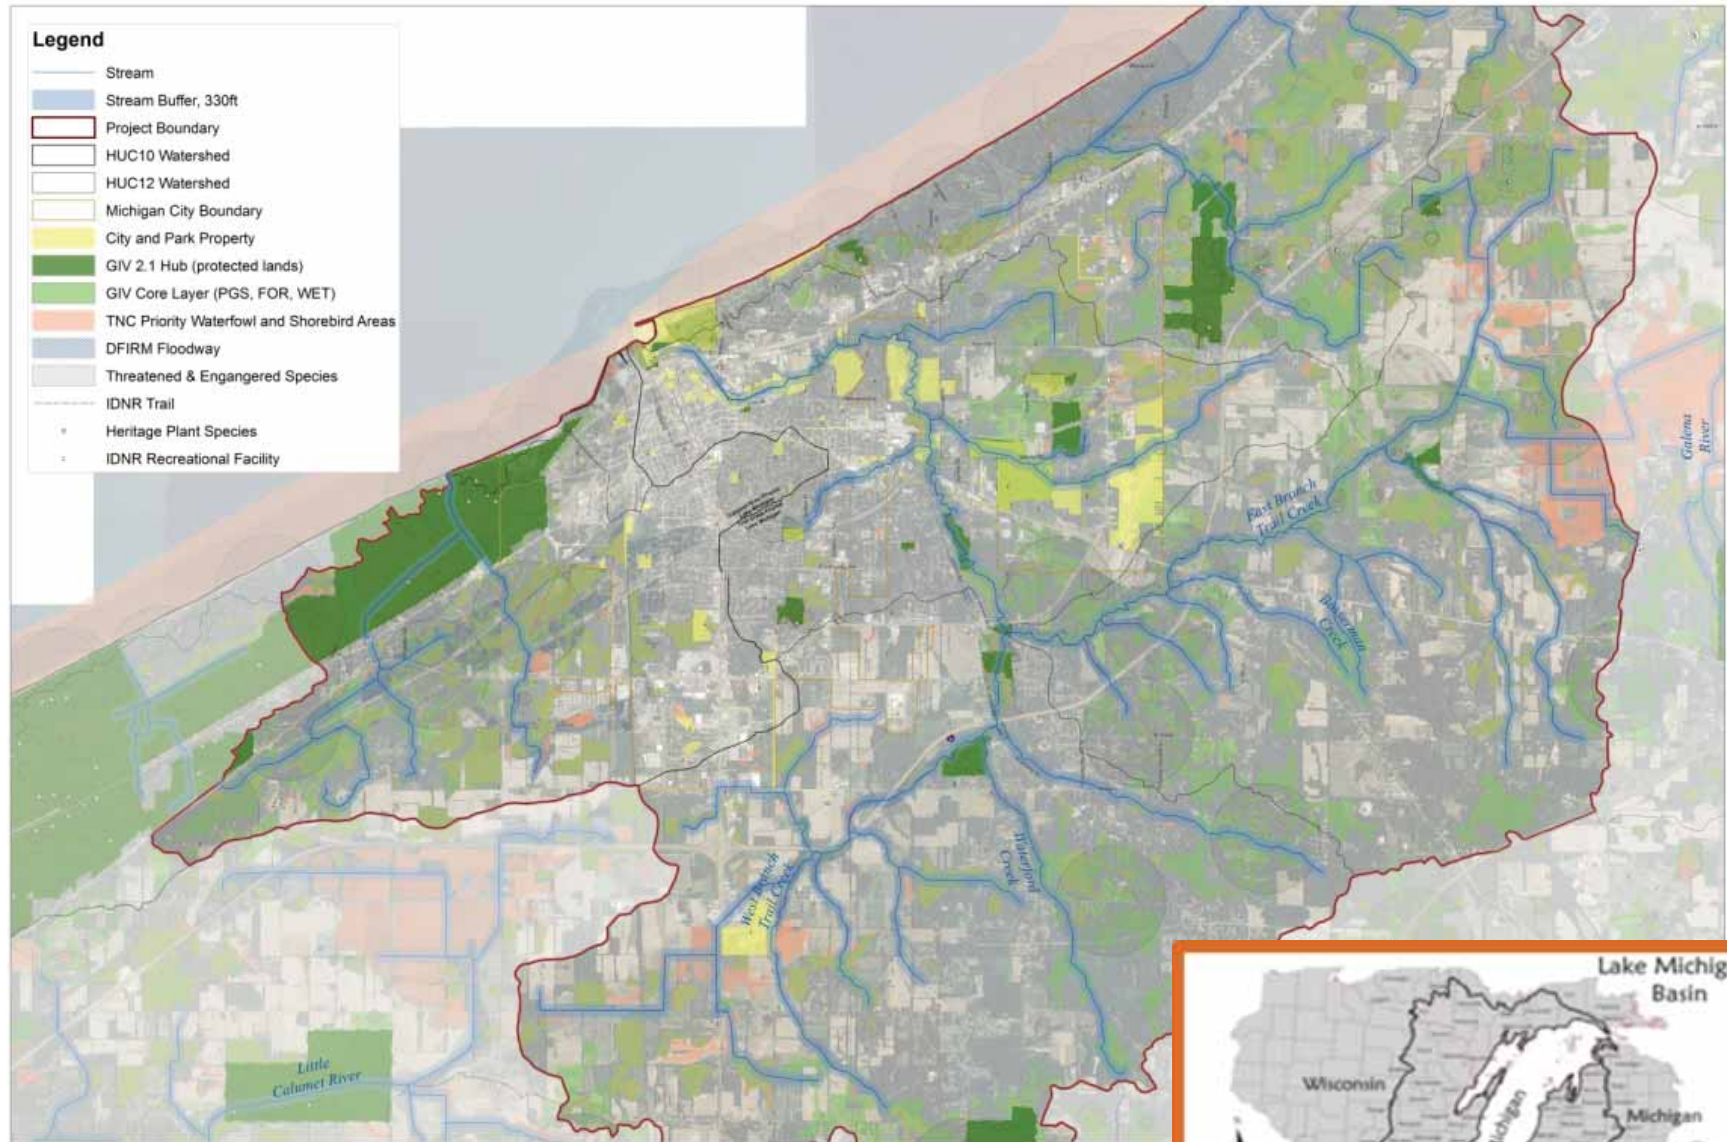 Legend
Stream
Stream Buffer, 330ft
Project Boundary
HUC10 Watershed
HUC12 Watershed
Michigan City Boundary
City and Park Property
GIV 2.1 Hub (protected lands)
GIV Core Layer (PGS, FOR, WET)
TNC Priority Waterfowl and Shorebird Areas
DFIRM Floodway
Threatened & Engangered Species
IDNR Trail
Heritage Plant Species
IDNR Recreational Facility
Galena
River
East Branch
Trail Creek
Creek
West Branch
Trail Creek
Waterford
Creek
Little
Calumet River
Lake Michig
Basin
Wisconsin
Michigan